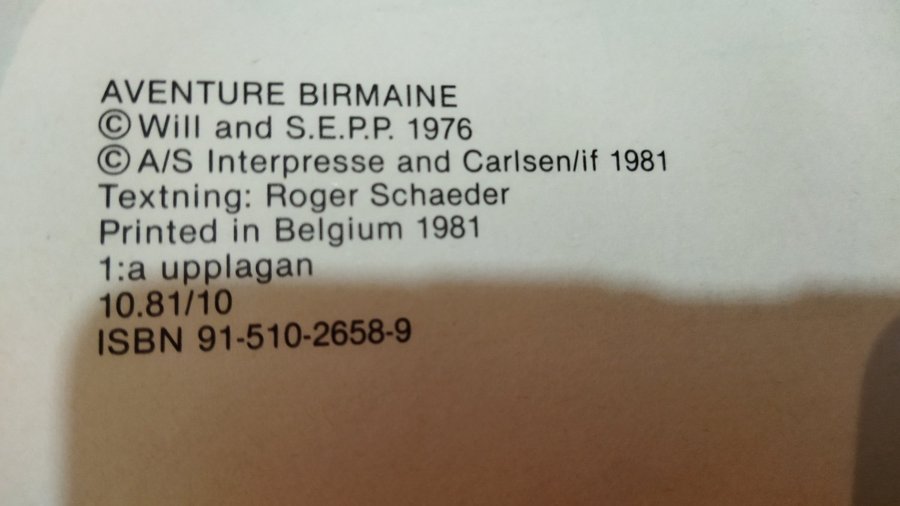 AVENTURE BIRMAINE
© Will and S.E.P.P. 1976
© A/S Interpresse and Carlsen/if 1981
Textning: Roger Schaeder
Printed in Belgium 1981
1:a upplagan
10.81/10
ISBN 91-510-2658-9